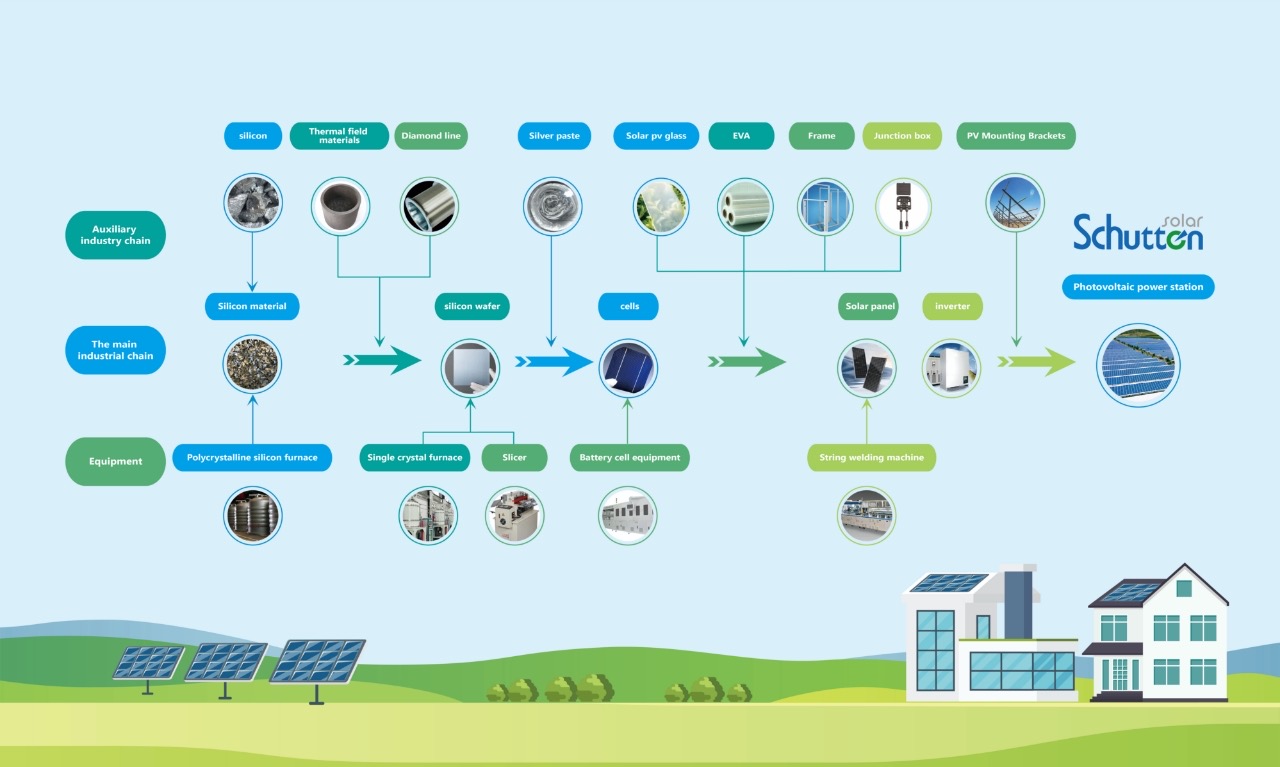 silicon
Thermal field
materials
Diamond line
Silver paste
Solar pv glass
EVA
Frame
Junction box
PV Mounting Brackets
Auxiliary
industry chain
solar
Schutten
Photovoltaic power station
Silicon material
silicon wafer
cells
Solar panel
inverter
The main
industrial chain
Equipment
Polycrystalline silicon furnace
Single crystal furnace
Slicer
Battery cell equipment
String welding machine